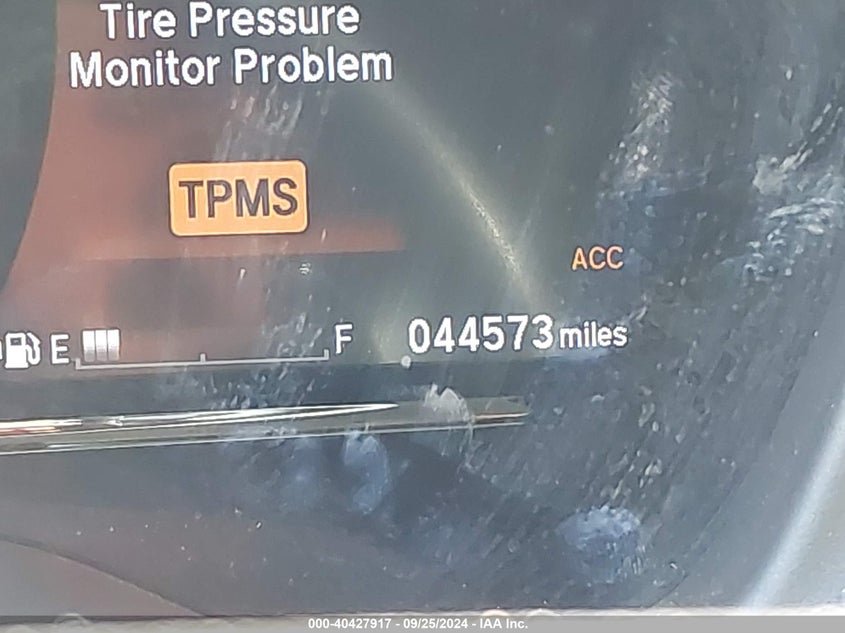 Tire Pressure
Monitor Problem
TPMS
ACC
E F 044573 miles
000-40427917 - 09/25/2024 - IAA Inc.